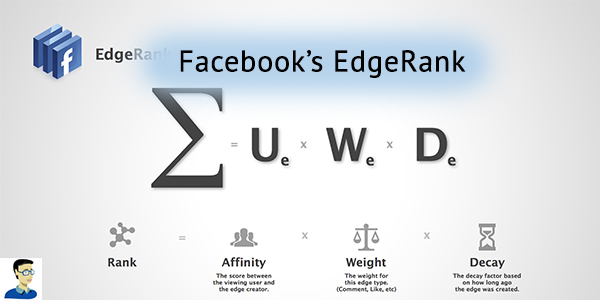 EdgeRank
Facebook's EdgeRank
Σ = Ue x We x De
Rank = Affinity x Weight x Decay
The score between
the viewing user and
the edge creator.
The weight for
this edge type.
(Comment, Like, etc)
The decay factor based
on how long ago
the edge was created.